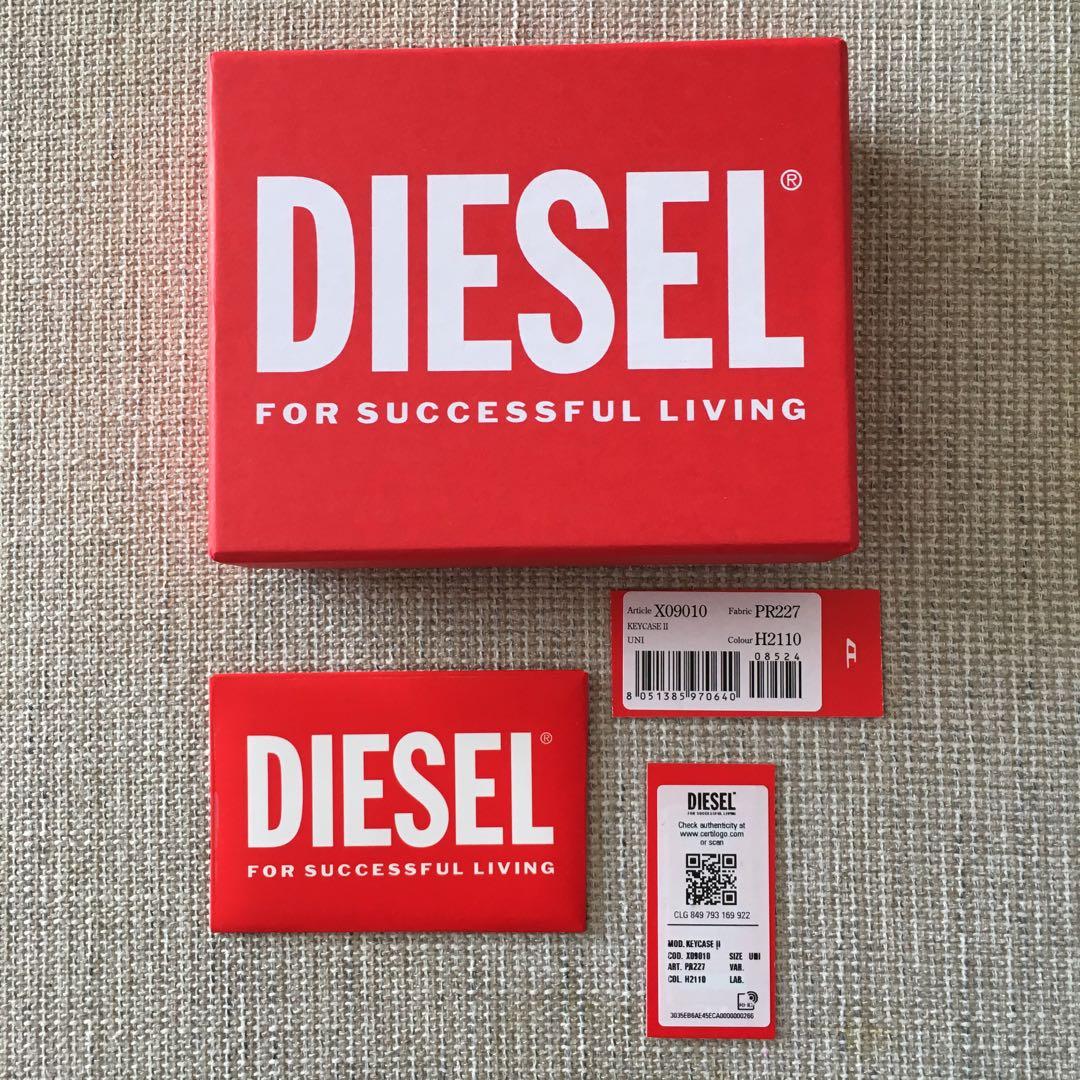 DIESEL®
FOR SUCCESSFUL LIVING
Article X09010 Fabric PR227
KEYCASE II
UNI Colour H2110
08524
8 051385 970640
D
DIESEL®
FOR SUCCESSFUL LIVING
DIESEL
FOR SUCCESSFUL LIVING
Check authenticity at
www.certilogo.com
or scan
CLG 849 793 169 922
MOD. KEYCASE II
COD. X09010 SIZE UNI
ART. PR227 VAR.
COL. H2110 LAB.
3035EB6AE45ECA0000000266